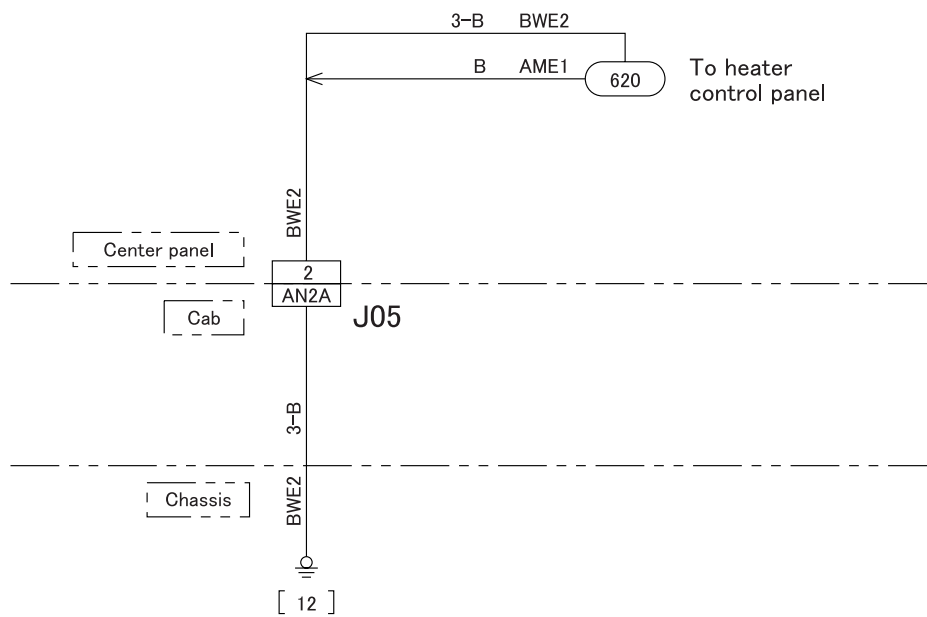 3-B BWE2
B AME1
620
To heater
control panel
BWE2
Center panel
2
AN2A
J05
Cab
3-B
Chassis
BWE2
[ 12 ]